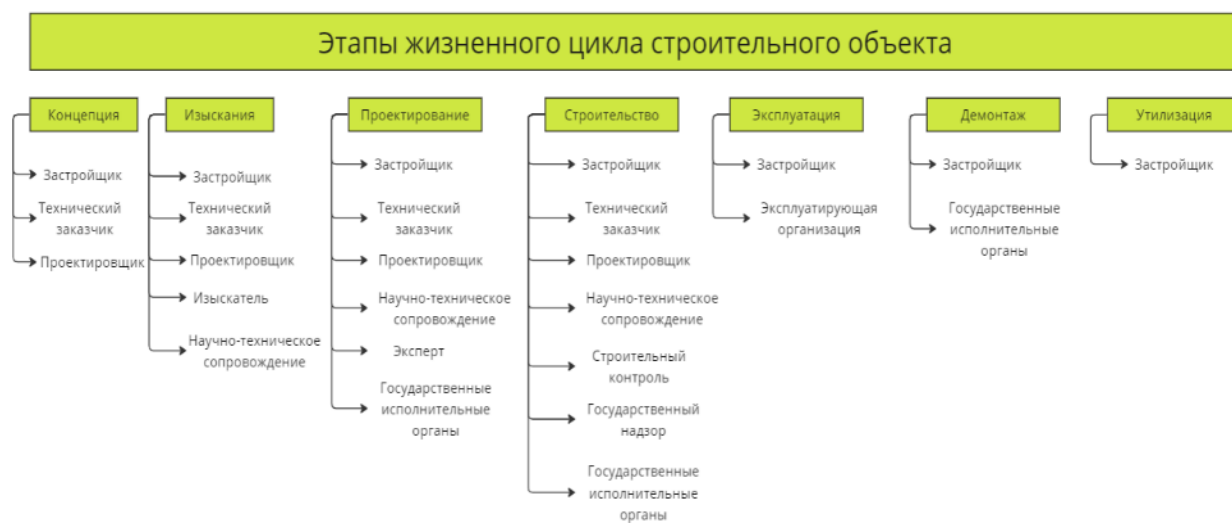 Этапы жизненного цикла строительного объекта
Концепция
Застройщик
Технический
заказчик
Проектировщик
Изыскания
Застройщик
Технический
заказчик
Проектировщик
Изыскатель
Научно-техническое
сопровождение
Проектирование
Застройщик
Технический
заказчик
Проектировщик
Научно-техническое
сопровождение
Эксперт
Государственные
исполнительные
органы
Строительство
Застройщик
Технический
заказчик
Проектировщик
Научно-техническое
сопровождение
Строительный
контроль
Государственный
надзор
Государственные
исполнительные
органы
Эксплуатация
Застройщик
Эксплуатирующая
организация
Демонтаж
Застройщик
Государственные
исполнительные
органы
Утилизация
Застройщик